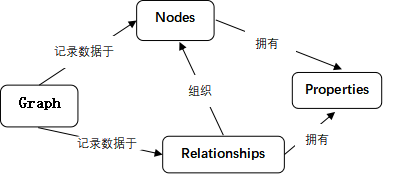 Nodes
记录数据于
拥有
Graph
组织
Properties
记录数据于
拥有
Relationships